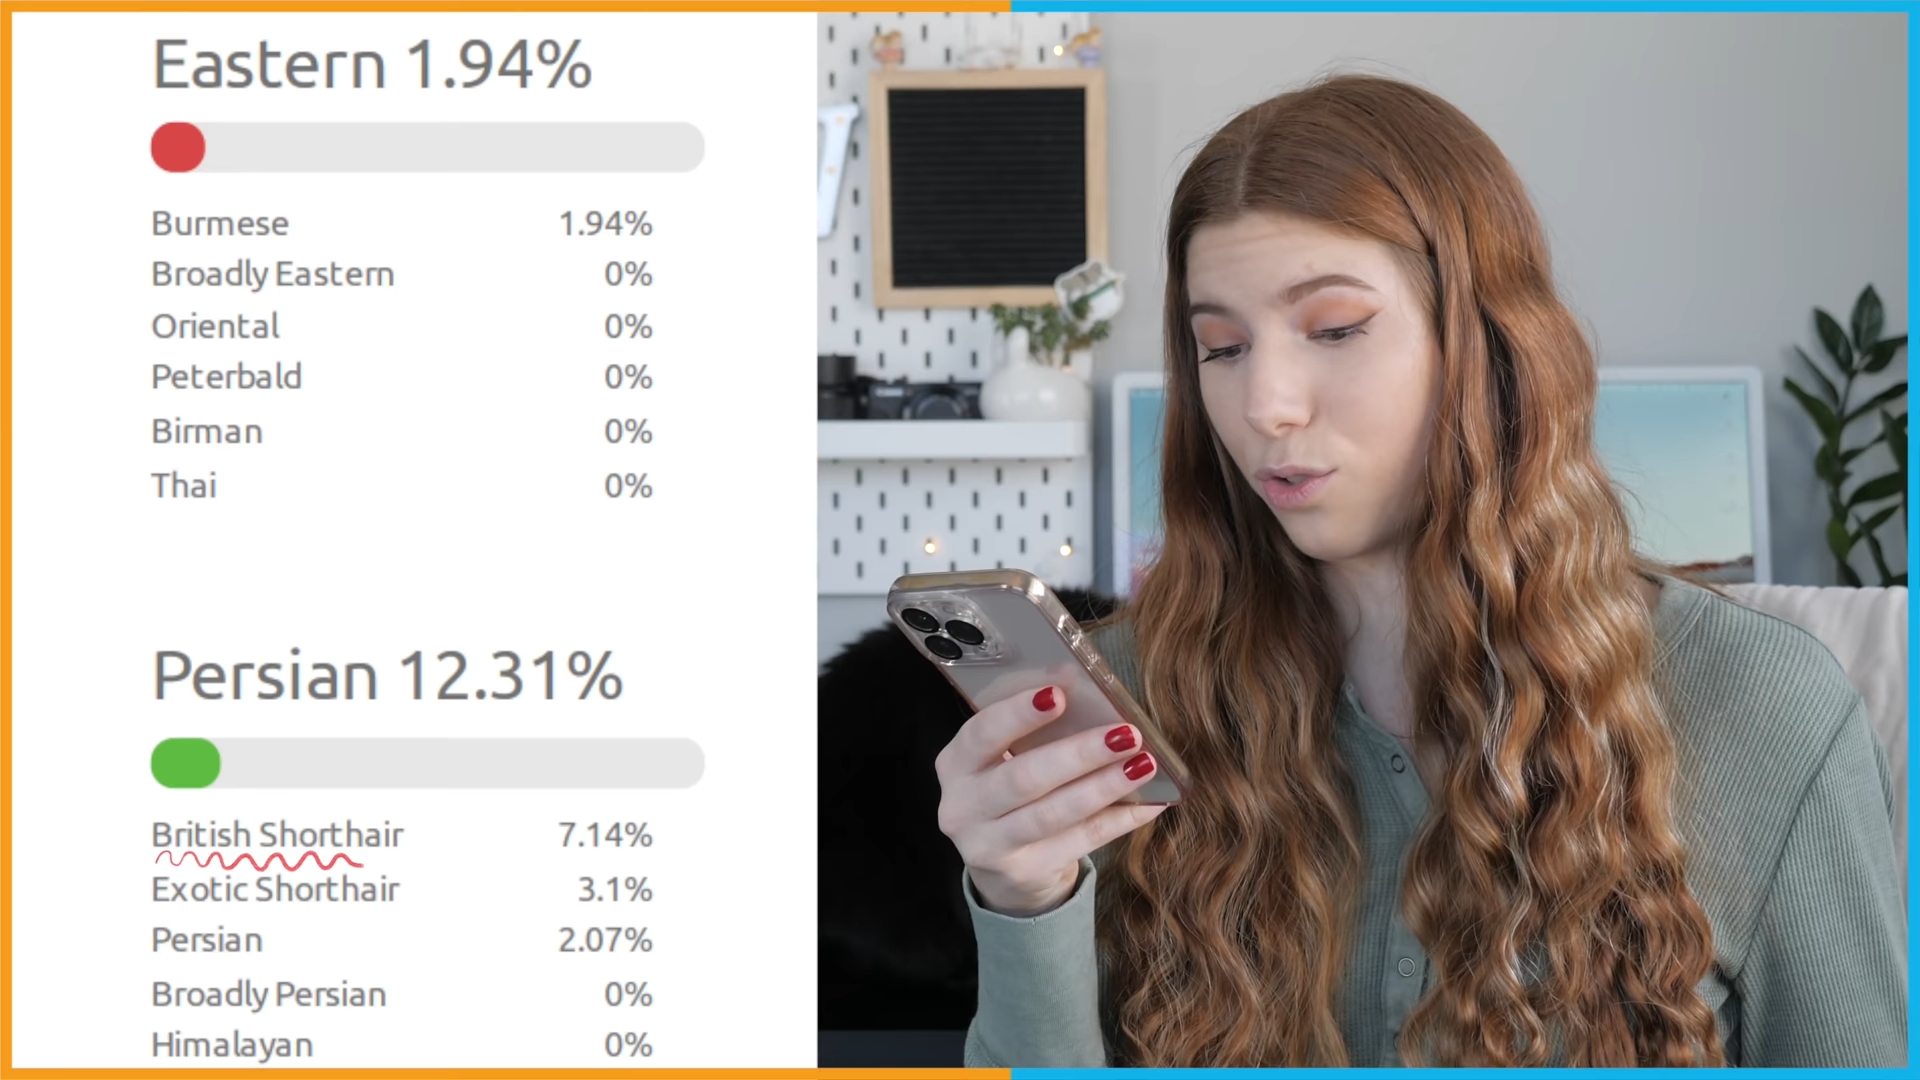 Eastern 1.94%
Burmese 1.94%
Broadly Eastern 0%
Oriental 0%
Peterbald 0%
Birman 0%
Thai 0%
Persian 12.31%
British Shorthair 7.14%
Exotic Shorthair 3.1%
Persian 2.07%
Broadly Persian 0%
Himalayan 0%